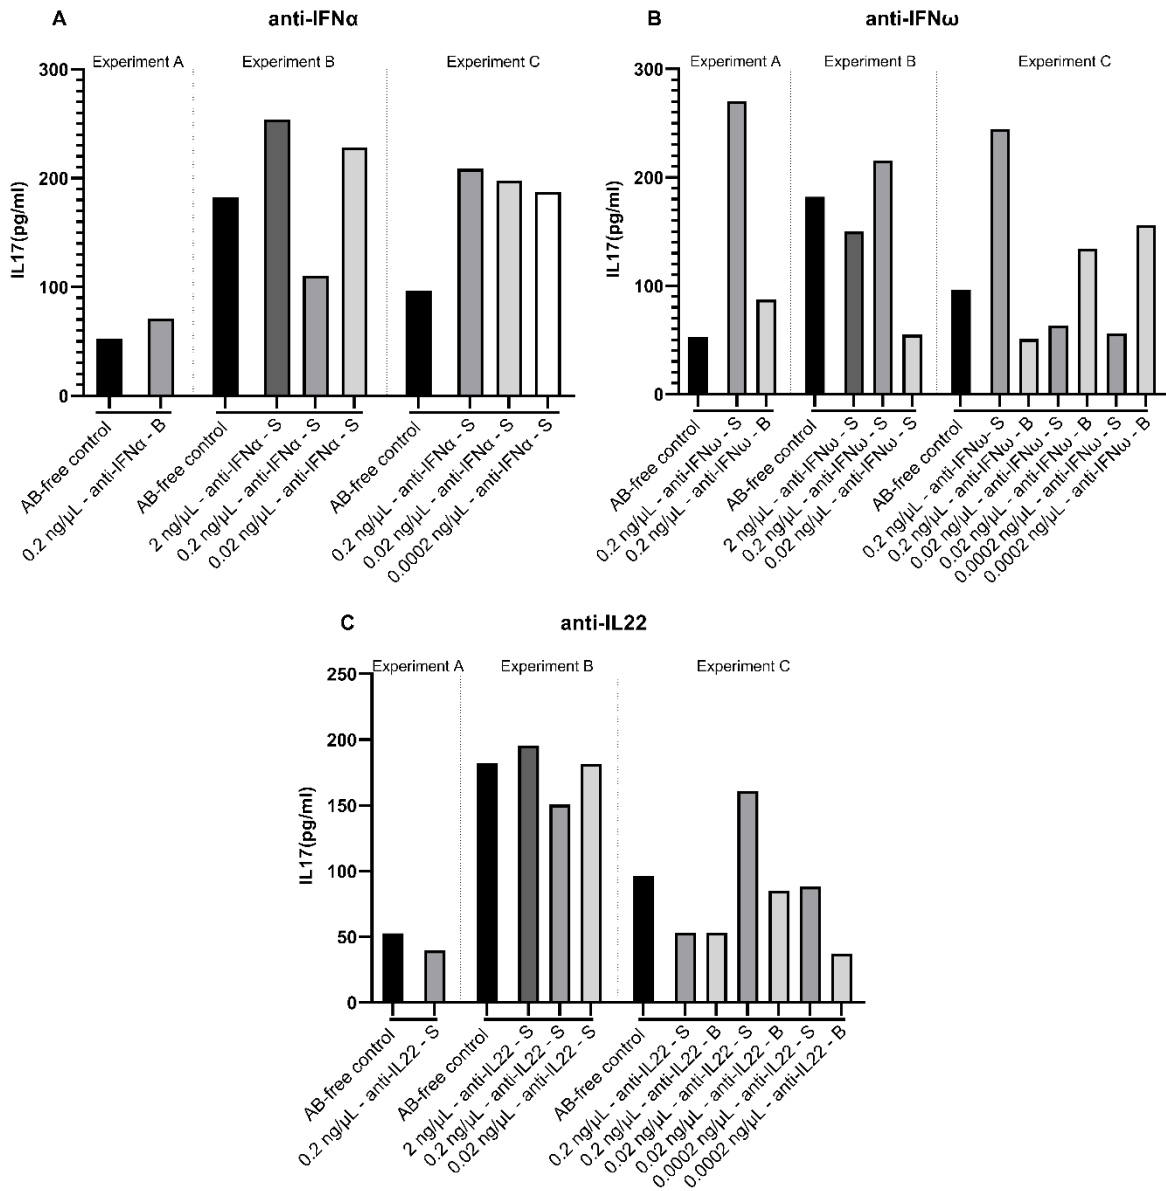 A
anti-IFNα
Experiment A
Experiment B
Experiment C
IL17(pg/ml)
300
200
100
0
AB-free control
0.2 ng/µL - anti-IFNα - B
AB-free control
2 ng/µL - anti-IFNα - S
0.2 ng/µL - anti-IFNα - S
0.02 ng/µL - anti-IFNα - S
AB-free control
0.2 ng/µL - anti-IFNα - S
0.02 ng/µL - anti-IFNα - S
0.0002 ng/µL - anti-IFNα - S
B
anti-IFNω
Experiment A
Experiment B
Experiment C
IL17(pg/ml)
300
200
100
0
AB-free control
0.2 ng/µL - anti-IFNω - S
0.2 ng/µL - anti-IFNω - B
AB-free control
2 ng/µL - anti-IFNω - S
0.2 ng/µL - anti-IFNω - S
0.02 ng/µL - anti-IFNω - S
AB-free control
0.2 ng/µL - anti-IFNω- S
0.2 ng/µL - anti-IFNω - B
0.02 ng/µL - anti-IFNω - S
0.02 ng/µL - anti-IFNω - B
0.0002 ng/µL - anti-IFNω - S
0.0002 ng/µL - anti-IFNω - B
C
anti-IL22
Experiment A
Experiment B
Experiment C
IL17(pg/ml)
250
200
150
100
50
0
AB-free control
0.2 ng/µL - anti-IL22 - S
AB-free control
2 ng/µL - anti-IL22 - S
0.2 ng/µL - anti-IL22 - S
0.02 ng/µL - anti-IL22 - S
AB-free control
0.2 ng/µL - anti-IL22 - S
0.2 ng/µL - anti-IL22 - B
0.02 ng/µL - anti-IL22 - S
0.02 ng/µL - anti-IL22 - B
0.0002 ng/µL - anti-IL22 - S
0.0002 ng/µL - anti-IL22 - B